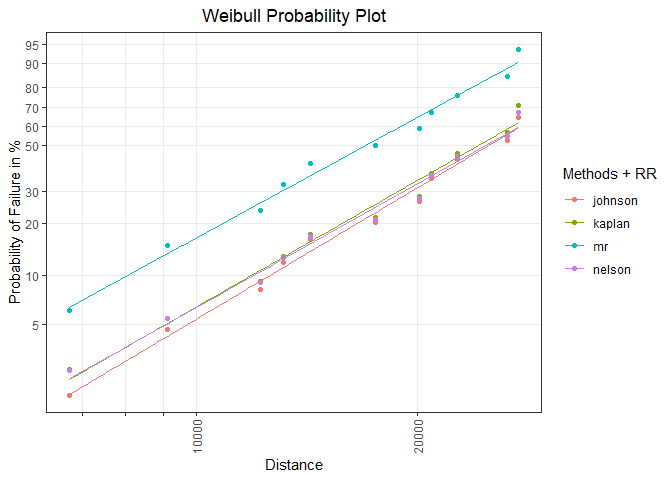 Weibull Probability Plot
Probability of Failure in %
95
90
80
70
60
50
30
20
10
5
10000
20000
Distance
Methods + RR
johnson
kaplan
mr
nelson